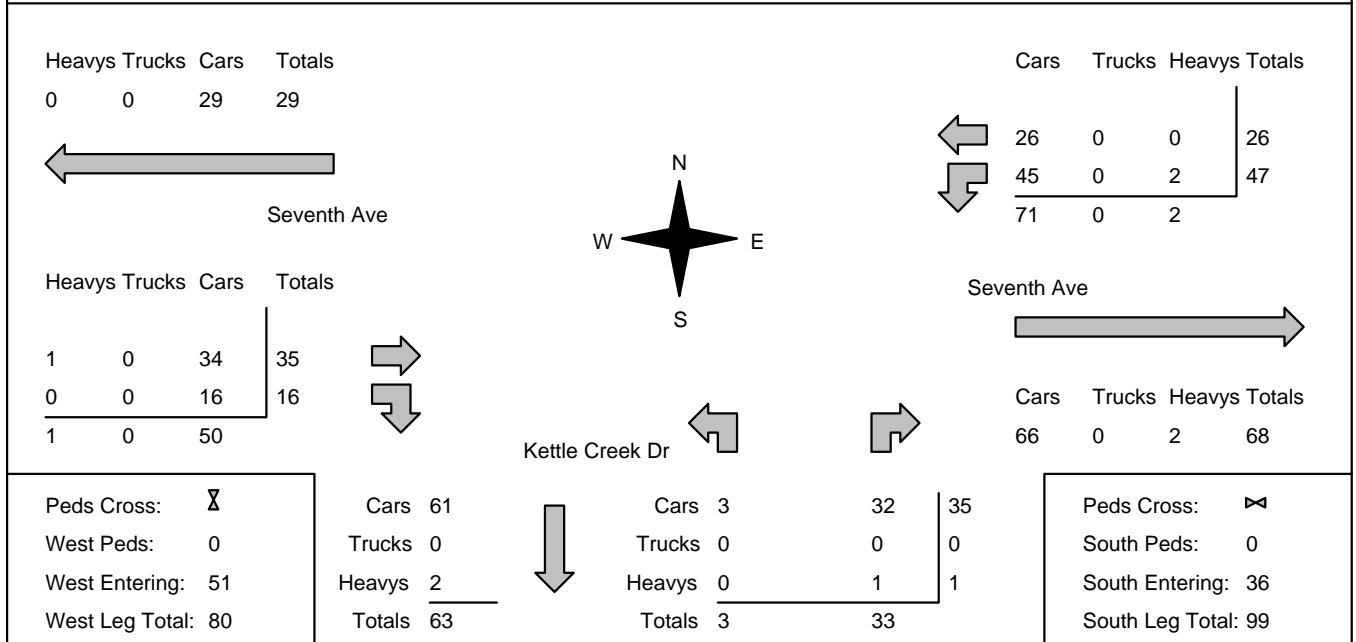 Heavys Trucks Cars Totals
0 0 29 29
Cars Trucks Heavys Totals
26 0 0 26
45 0 2 47
71 0 2
N
W E
S
Seventh Ave
Heavys Trucks Cars Totals
1 0 34 35
0 0 16 16
1 0 50
Seventh Ave
Cars Trucks Heavys Totals
66 0 2 68
Kettle Creek Dr
Peds Cross:
West Peds: 0
West Entering: 51
West Leg Total: 80
Cars 61
Trucks 0
Heavys 2
Totals 63
Cars 3 32 35
Trucks 0 0 0
Heavys 0 1 1
Totals 3 33
Peds Cross:
South Peds: 0
South Entering: 36
South Leg Total: 99